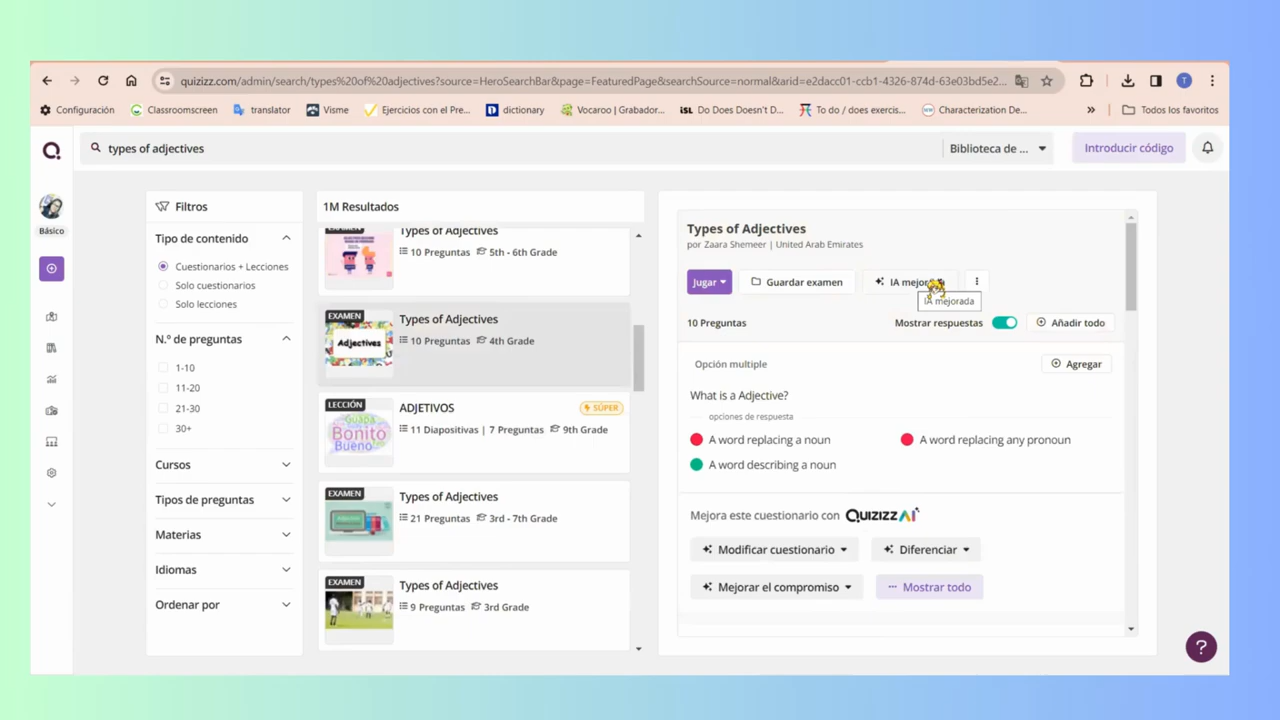 quizizz.com/admin/search/types%20of%20adjectives?source=HeroSearchBar&page=FeaturedPage&searchSource=normal&arid=e2dacc01-ccb1-4326-874d-63e03bd5e2...
T
Configuración
Classroomscreen
translator
Visme
Ejercicios con el Pre...
dictionary
Vocaroo | Grabador...
iSL Do Does Doesn't D...
To do / does exercis...
Characterization De...
»
Todos los favoritos
types of adjectives
Biblioteca de ...
Introducir código
Básico
Filtros
Tipo de contenido
Cuestionarios + Lecciones
Solo cuestionarios
Solo lecciones
N.º de preguntas
1-10
11-20
21-30
30+
Cursos
Tipos de preguntas
Materias
Idiomas
Ordenar por
1M Resultados
EXAMEN
Types of Adjectives
10 Preguntas 5th - 6th Grade
EXAMEN
Adjectives
Types of Adjectives
10 Preguntas 4th Grade
LECCIÓN
Guapa
Bonito
Bueno
ADJETIVOS
SÚPER
11 Diapositivas | 7 Preguntas 9th Grade
EXAMEN
Types of Adjectives
21 Preguntas 3rd - 7th Grade
EXAMEN
Types of Adjectives
9 Preguntas 3rd Grade
Types of Adjectives
por Zaara Shemeer | United Arab Emirates
Jugar
Guardar examen
IA mejor
IA mejorada
10 Preguntas
Mostrar respuestas
Añadir todo
Opción multiple
Agregar
What is a Adjective?
opciones de respuesta
A word replacing a noun
A word replacing any pronoun
A word describing a noun
Mejora este cuestionario con QUIZIZZ AI
Modificar cuestionario
Diferenciar
Mejorar el compromiso
Mostrar todo
?